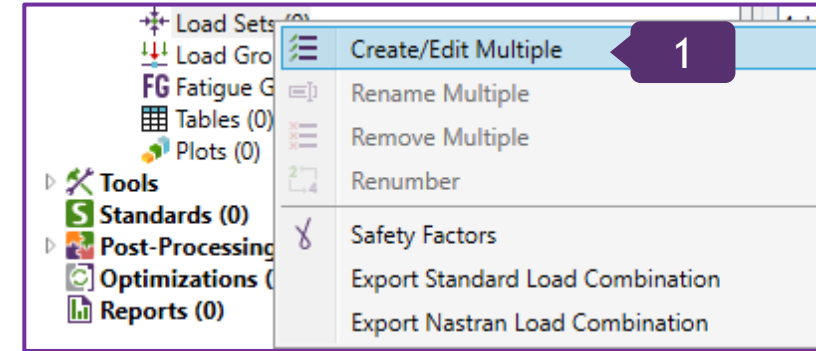 Load Sets (0)
Load Gro
FG Fatigue G
Tables (0)
Plots (0)
Tools
S Standards (0)
Post-Processing
Optimizations (
Reports (0)
Create/Edit Multiple
1
Rename Multiple
Remove Multiple
Renumber
Safety Factors
Export Standard Load Combination
Export Nastran Load Combination